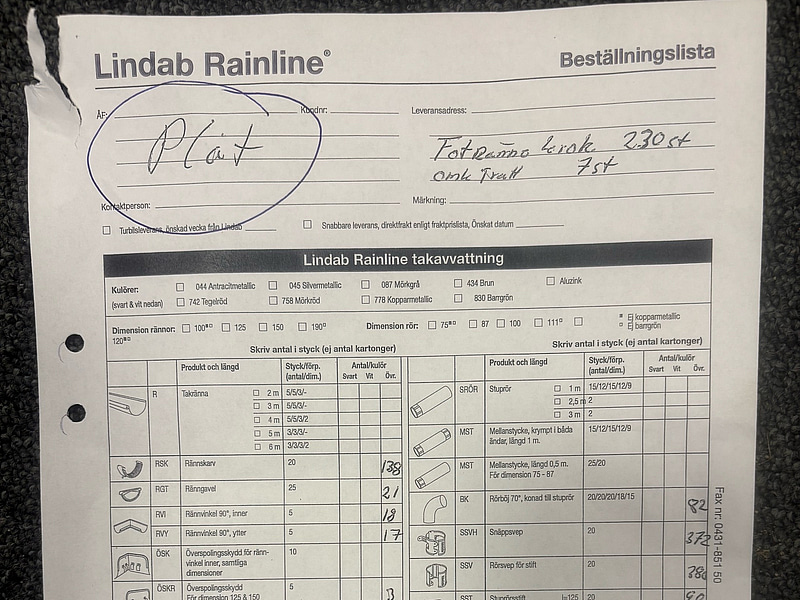 Lindab Rainline®
Beställningslista
ÅF:
Kundnr:
Leveransadress:
Plåt
Fotränno krok 230 st
omk Tratt 7 st
Kontaktperson:
Märkning:
Turbilsleverans, önskad vecka från Lindab
Snabbare leverans, direktfrakt enligt fraktprislista, Önskat datum
Lindab Rainline takavvattning
Kulörer: 044 Antracitmetallic 045 Silvermetallic 087 Mörkgrå 434 Brun Aluzink
(svart & vit nedan) 742 Tegelröd 758 Mörkröd 778 Kopparmetallic 830 Barrgrön
Dimension rännor: 100 125 150 190 Dimension rör: 75 87 100 111
120
Ej kopparmetallic
Ej barrgrön
Skriv antal i styck (ej antal kartonger)
Produkt och längd Styck/förp. (antal/dim.) Antal/kulör
Svart Vit Övr.
R Takränna 2 m 5/5/3/-
3 m 5/5/3/-
4 m 5/5/3/2
5 m 3/3/3/-
6 m 3/3/3/2
RSK Rännskarv 20 138
RGT Ränngavel 25 21
RVI Rännvinkel 90°, inner 5 18
RVY Rännvinkel 90°, ytter 5 17
ÖSK Överspolningsskydd för ränn- 10
vinkel inner, samtliga
dimensioner
ÖSKR Överspolningsskydd 5
För dimension 125 & 150
Skriv antal i styck (ej antal kartonger)
Produkt och längd Styck/förp. (antal/dim.) Antal/kulör
Svart Vit Övr.
SRÖR Stuprör 1 m 15/12/15/12/9
2,5 m 2
3 m 2
MST Mellanstycke, krympt i båda 15/12/15/12/9
ändar, längd 1 m.
MST Mellanstycke, längd 0,5 m. 25/20
För dimension 75 - 87
BK Rörböj 70°, konad till stuprör 20/20/20/18/15 82
SSVH Snäppsvep 20 372
SSV Rörsvep för stift 20
SST Stuprörsstift l=125
Fax nr. 0431-851 50